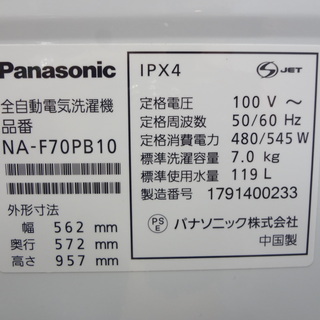 Panasonic
全自動電気洗濯機
品番
NA-F70PB10
外形寸法
幅 562 mm
奥行 572 mm
高さ 957 mm
IPX4
S JET
定格電圧 100 V ～
定格周波数 50/60 Hz
定格消費電力 480/545 W
標準洗濯容量 7.0 kg
標準使用水量 119 L
製造番号 1791400233
PS
E
パナソニック株式会社
中国製